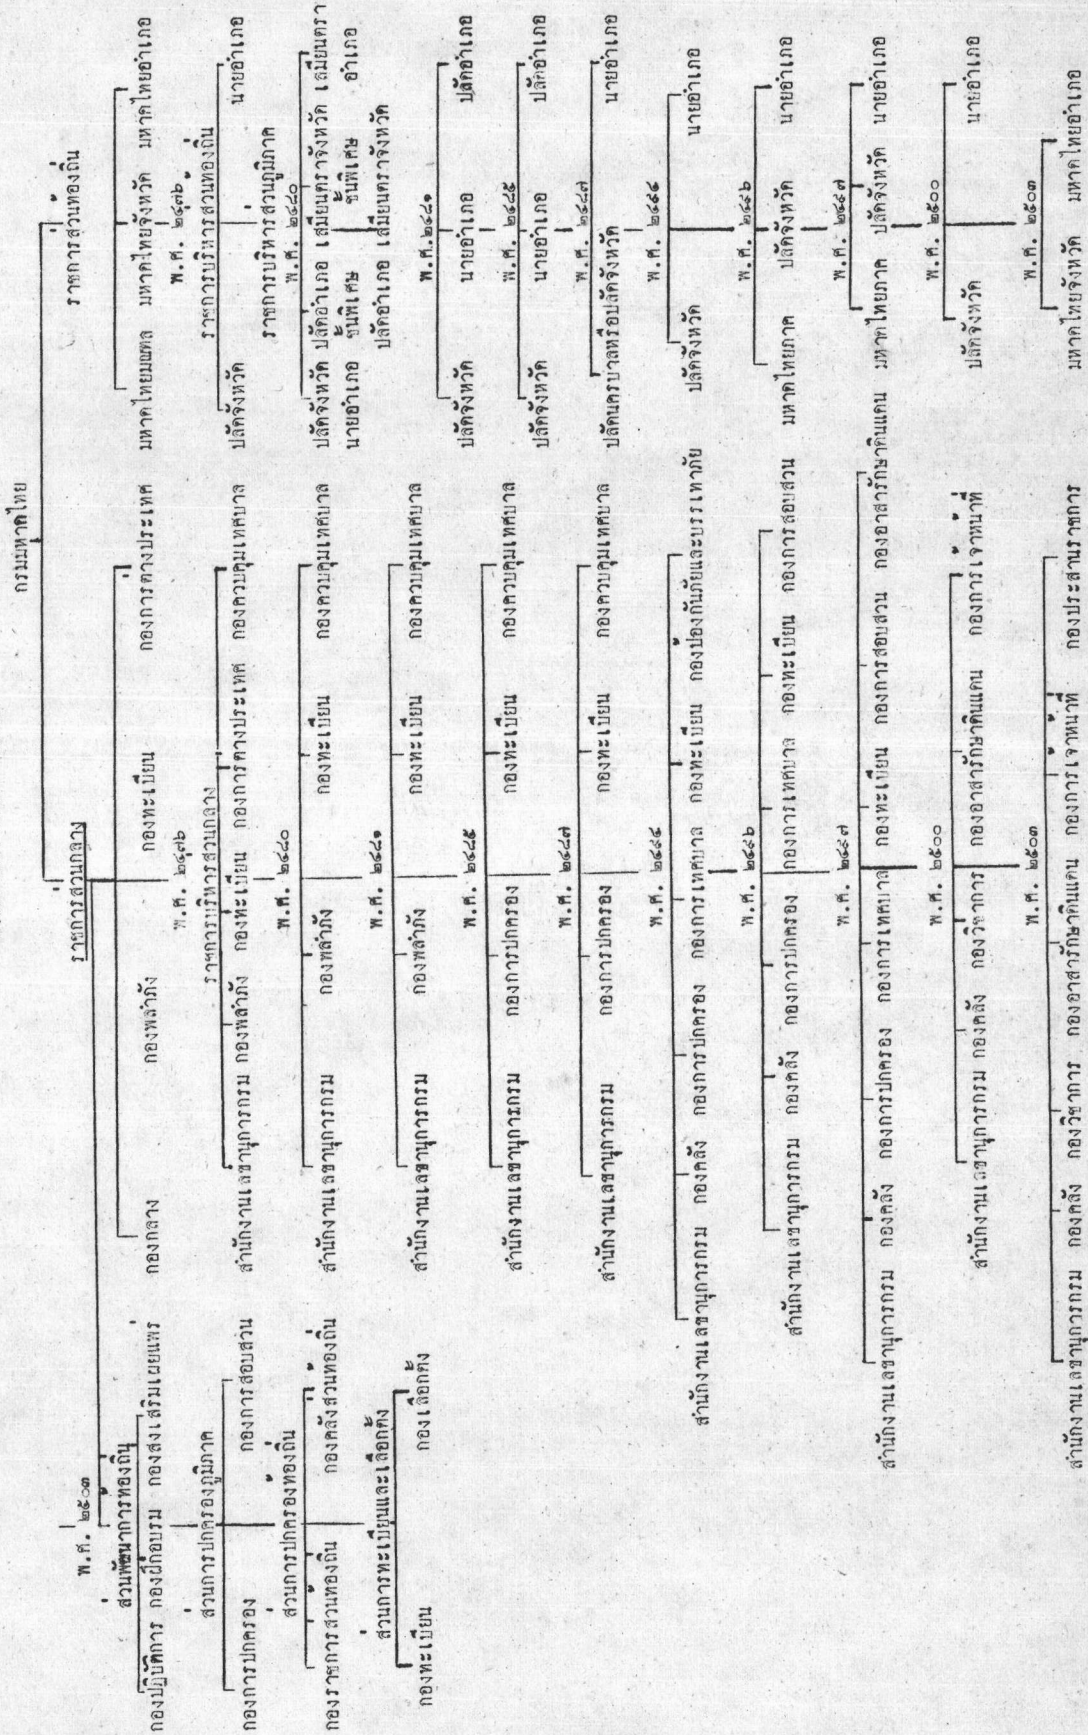 กรมมหาดไทย
ราชการส่วนกลาง ราชการส่วนท้องถิ่น
กองกลาง กองพลำภัง กองทะเบียน กองการต่างประเทศ มหาดไทยมณฑล มหาดไทยจังหวัด มหาดไทยอำเภอ
พ.ศ. ๒๔๗๖ พ.ศ. ๒๔๗๖
ราชการบริหารส่วนกลาง ราชการบริหารส่วนท้องถิ่น
สำนักงานเลขานุการกรม กองพลำภัง กองทะเบียน กองการต่างประเทศ กองควบคุมเทศบาล ปลัดจังหวัด นายอำเภอ
ราชการบริหารส่วนภูมิภาค
พ.ศ. ๒๔๘๐ พ.ศ. ๒๔๘๐
สำนักงานเลขานุการกรม กองพลำภัง กองทะเบียน กองควบคุมเทศบาล ปลัดจังหวัด ปลัดอำเภอ เสมียนตราจังหวัด เสมียนตรา
นายอำเภอ ชั้นพิเศษ ชั้นพิเศษ อำเภอ
ปลัดอำเภอ เสมียนตราจังหวัด
พ.ศ. ๒๔๘๑ พ.ศ. ๒๔๘๑
สำนักงานเลขานุการกรม กองพลำภัง กองทะเบียน กองควบคุมเทศบาล ปลัดจังหวัด นายอำเภอ ปลัดอำเภอ
พ.ศ. ๒๔๘๕ พ.ศ. ๒๔๘๕
สำนักงานเลขานุการกรม กองการปกครอง กองทะเบียน กองควบคุมเทศบาล ปลัดจังหวัด นายอำเภอ ปลัดอำเภอ
พ.ศ. ๒๔๘๗ พ.ศ. ๒๔๘๗
สำนักงานเลขานุการกรม กองการปกครอง กองทะเบียน กองควบคุมเทศบาล ปลัดนครบาลหรือปลัดจังหวัด นายอำเภอ
พ.ศ. ๒๔๙๔ พ.ศ. ๒๔๙๔
สำนักงานเลขานุการกรม กองคลัง กองการปกครอง กองการเทศบาล กองทะเบียน กองป้องกันภัยและบรรเทาภัย ปลัดจังหวัด นายอำเภอ
พ.ศ. ๒๔๙๖ พ.ศ. ๒๔๙๖
สำนักงานเลขานุการกรม กองคลัง กองการปกครอง กองการเทศบาล กองทะเบียน กองการสอบสวน มหาดไทยภาค ปลัดจังหวัด นายอำเภอ
พ.ศ. ๒๔๙๗ พ.ศ. ๒๔๙๗
สำนักงานเลขานุการกรม กองคลัง กองการปกครอง กองการเทศบาล กองทะเบียน กองการสอบสวน กองอาสารักษาดินแดน มหาดไทยภาค ปลัดจังหวัด นายอำเภอ
พ.ศ. ๒๕๐๐ พ.ศ. ๒๕๐๐
สำนักงานเลขานุการกรม กองคลัง กองวิชาการ กองอาสารักษาดินแดน กองการเจ้าหน้าที่ ปลัดจังหวัด นายอำเภอ
พ.ศ. ๒๕๐๓ พ.ศ. ๒๕๐๓
สำนักงานเลขานุการกรม กองคลัง กองวิชาการ กองอาสารักษาดินแดน กองการเจ้าหน้าที่ กองประสานราชการ มหาดไทยจังหวัด มหาดไทยอำเภอ
พ.ศ. ๒๕๐๓
ส่วนพัฒนาการท้องถิ่น
กองปฏิบัติการ กองฝึกอบรม กองส่งเสริมเผยแพร่
ส่วนการปกครองภูมิภาค
กองการปกครอง กองการสอบสวน
ส่วนการปกครองท้องถิ่น
กองราชการส่วนท้องถิ่น กองคลังส่วนท้องถิ่น
ส่วนการทะเบียนและเลือกตั้ง
กองทะเบียน กองเลือกตั้ง